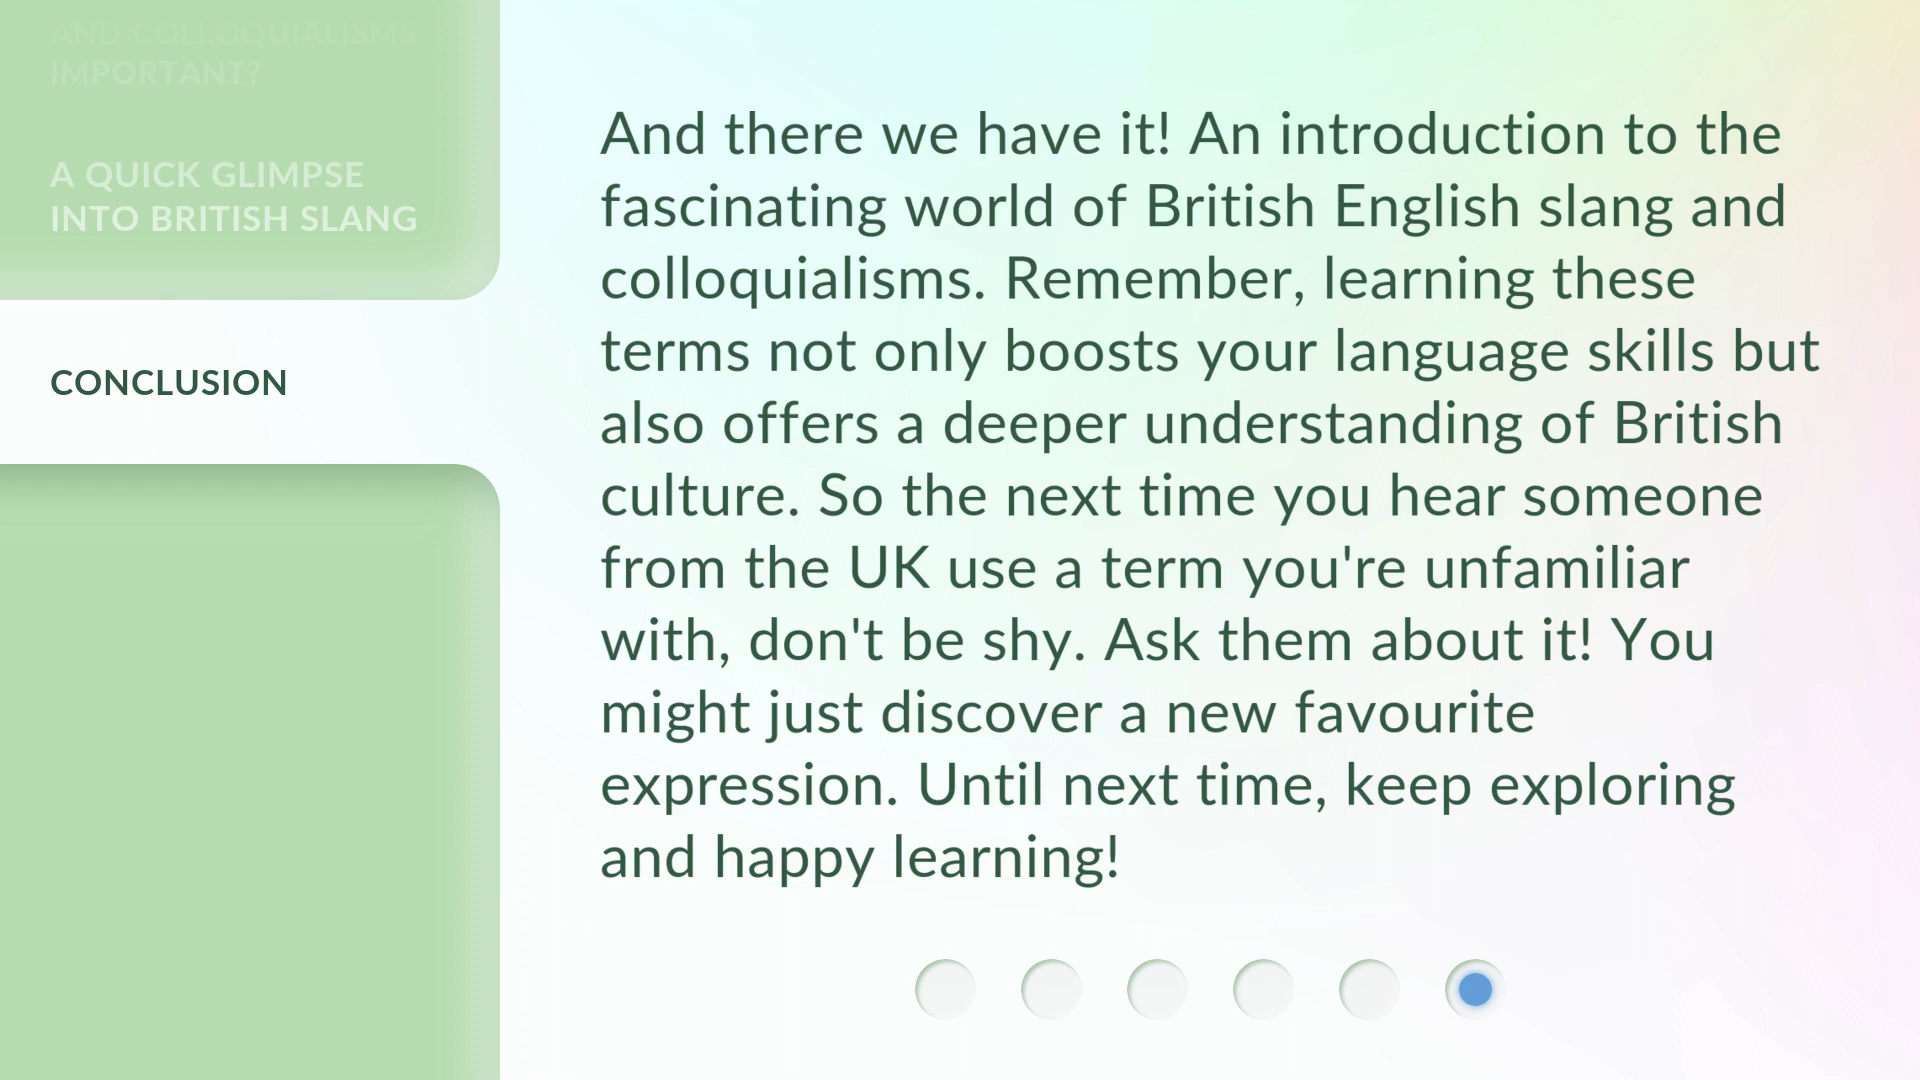 AND COLLOQUIALISMS
IMPORTANT?
A QUICK GLIMPSE
INTO BRITISH SLANG
CONCLUSION
And there we have it! An introduction to the
fascinating world of British English slang and
colloquialisms. Remember, learning these
terms not only boosts your language skills but
also offers a deeper understanding of British
culture. So the next time you hear someone
from the UK use a term you're unfamiliar
with, don't be shy. Ask them about it! You
might just discover a new favourite
expression. Until next time, keep exploring
and happy learning!